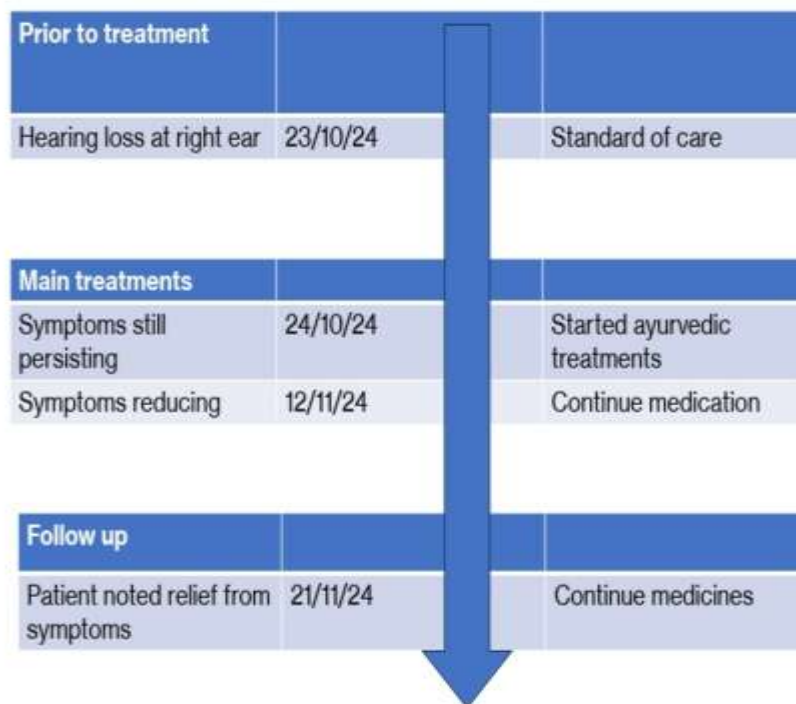 Prior to treatment
Hearing loss at right ear 23/10/24 Standard of care
Main treatments
Symptoms still 24/10/24 Started ayurvedic
persisting treatments
Symptoms reducing 12/11/24 Continue medication
Follow up
Patient noted relief from 21/11/24 Continue medicines
symptoms